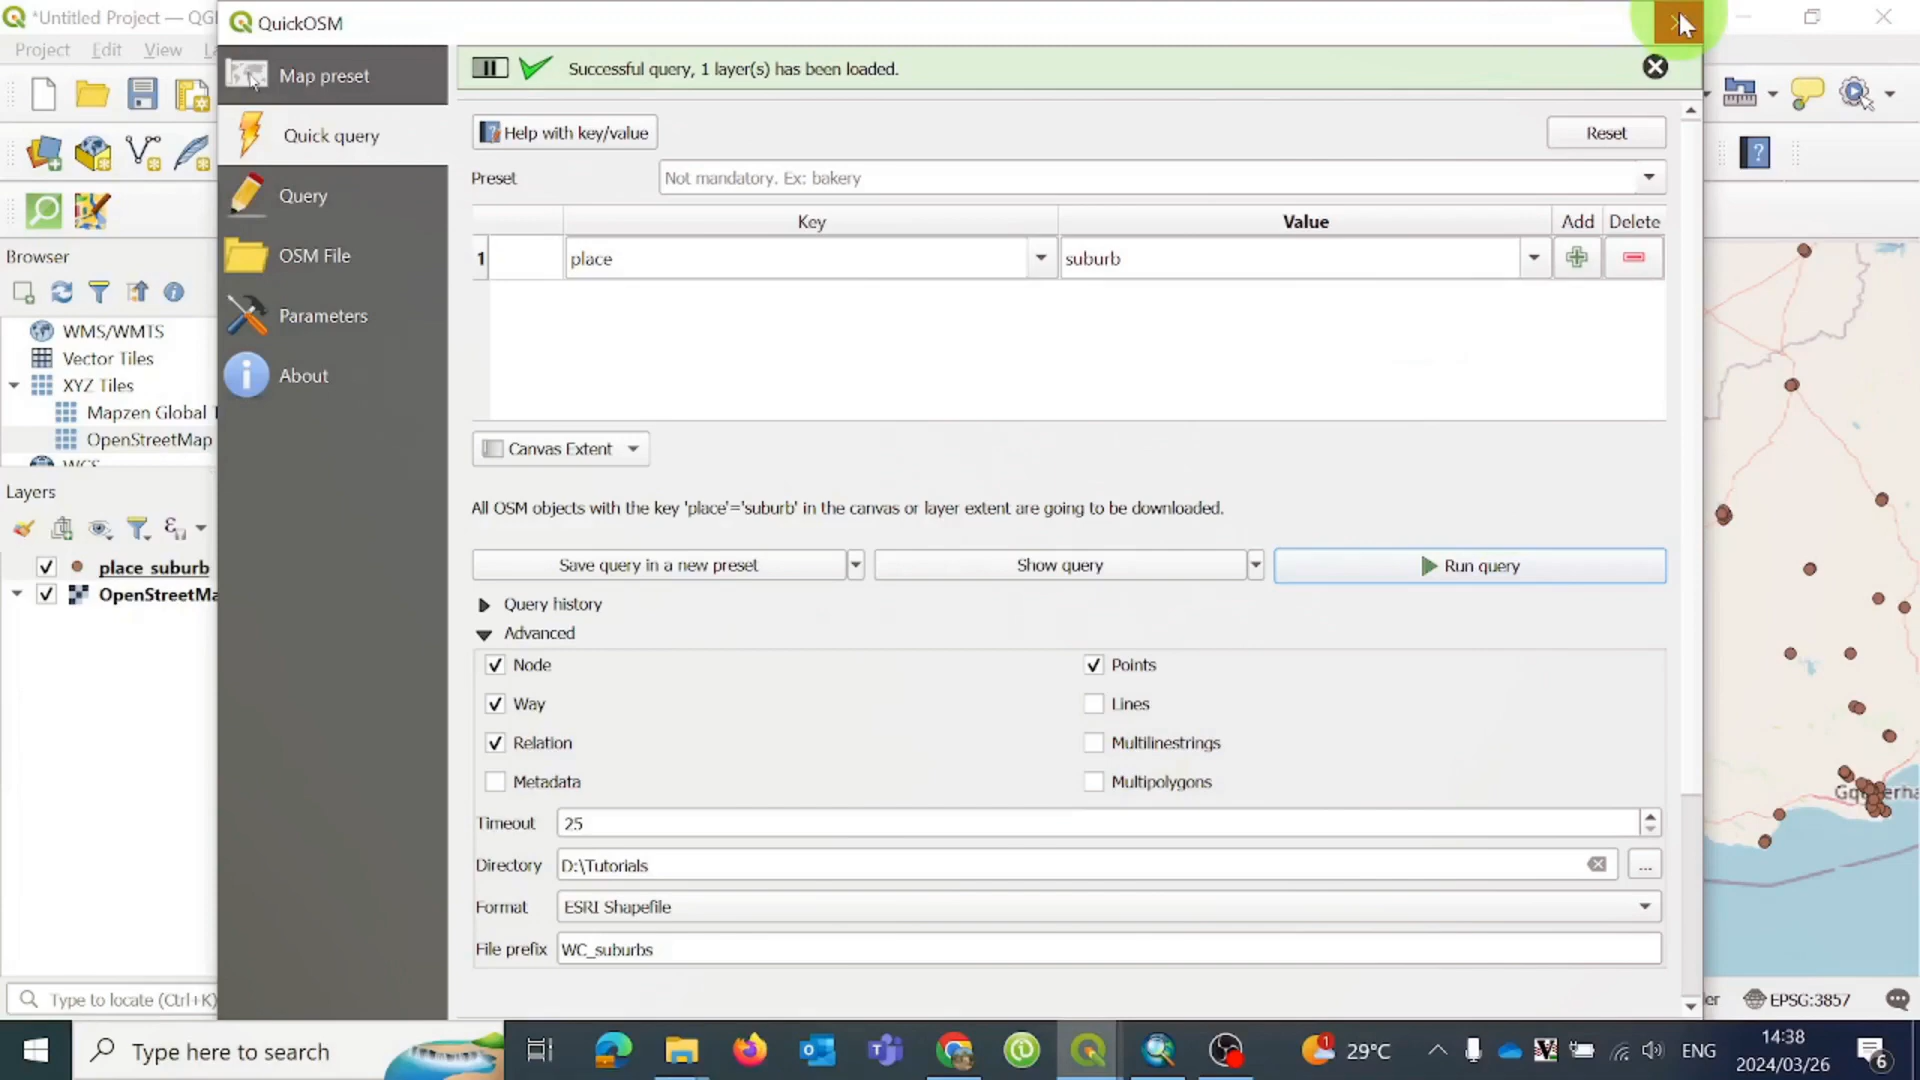 *Untitled Project — QGI
QuickOSM
Project Edit View La
Map preset
Successful query, 1 layer(s) has been loaded.
Quick query
Help with key/value
Reset
Preset
Not mandatory. Ex: bakery
Query
Key
Value
Add
Delete
1
place
suburb
OSM File
Browser
Parameters
WMS/WMTS
Vector Tiles
About
XYZ Tiles
Mapzen Global T
OpenStreetMap
WCS
Canvas Extent
Layers
All OSM objects with the key 'place'='suburb' in the canvas or layer extent are going to be downloaded.
place suburb
OpenStreetMa
Save query in a new preset
Show query
Run query
Query history
Advanced
Node
Points
Way
Lines
Relation
Multilinestrings
Metadata
Multipolygons
Timeout
25
Directory
D:\Tutorials
...
Format
ESRI Shapefile
File prefix
WC_suburbs
Type to locate (Ctrl+K)
EPSG:3857
Type here to search
1
29°C
ENG
14:38
2024/03/26
6